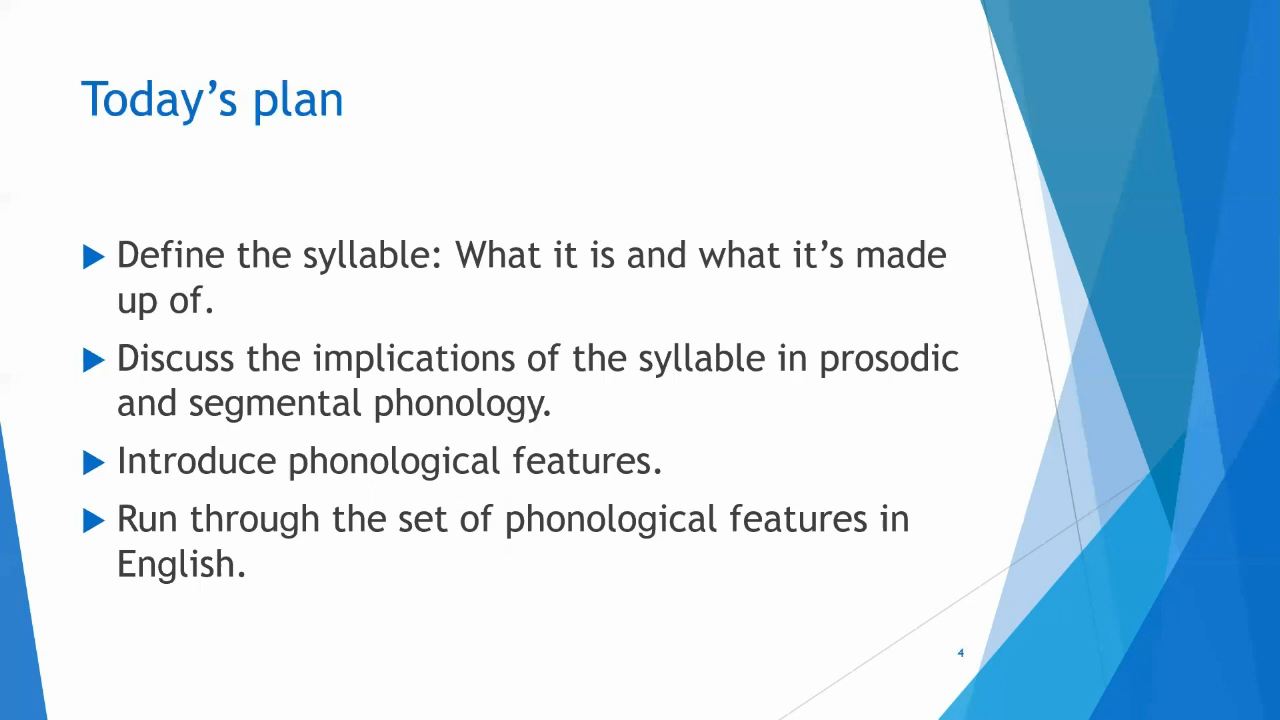 Today’s plan
Define the syllable: What it is and what it’s made
up of.
Discuss the implications of the syllable in prosodic
and segmental phonology.
Introduce phonological features.
Run through the set of phonological features in
English.
4